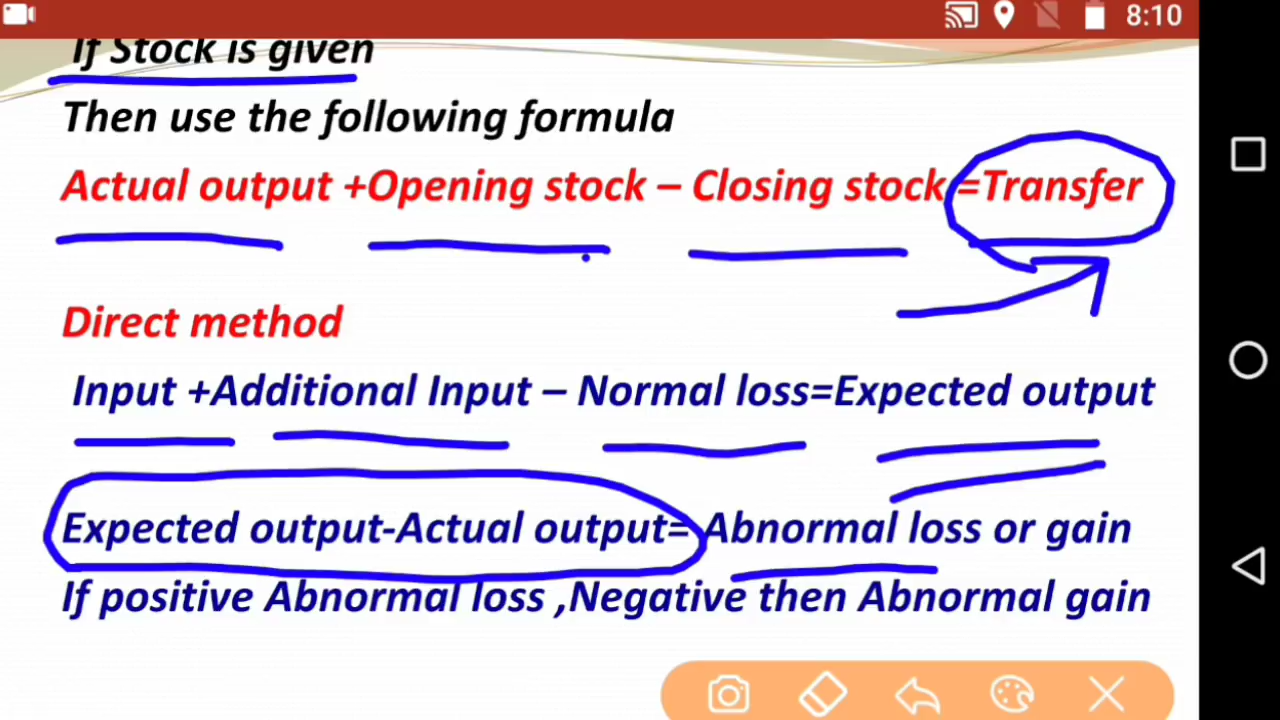 8:10
If Stock is given
Then use the following formula
Actual output +Opening stock – Closing stock =Transfer
Direct method
Input +Additional Input – Normal loss=Expected output
Expected output-Actual output= Abnormal loss or gain
If positive Abnormal loss ,Negative then Abnormal gain